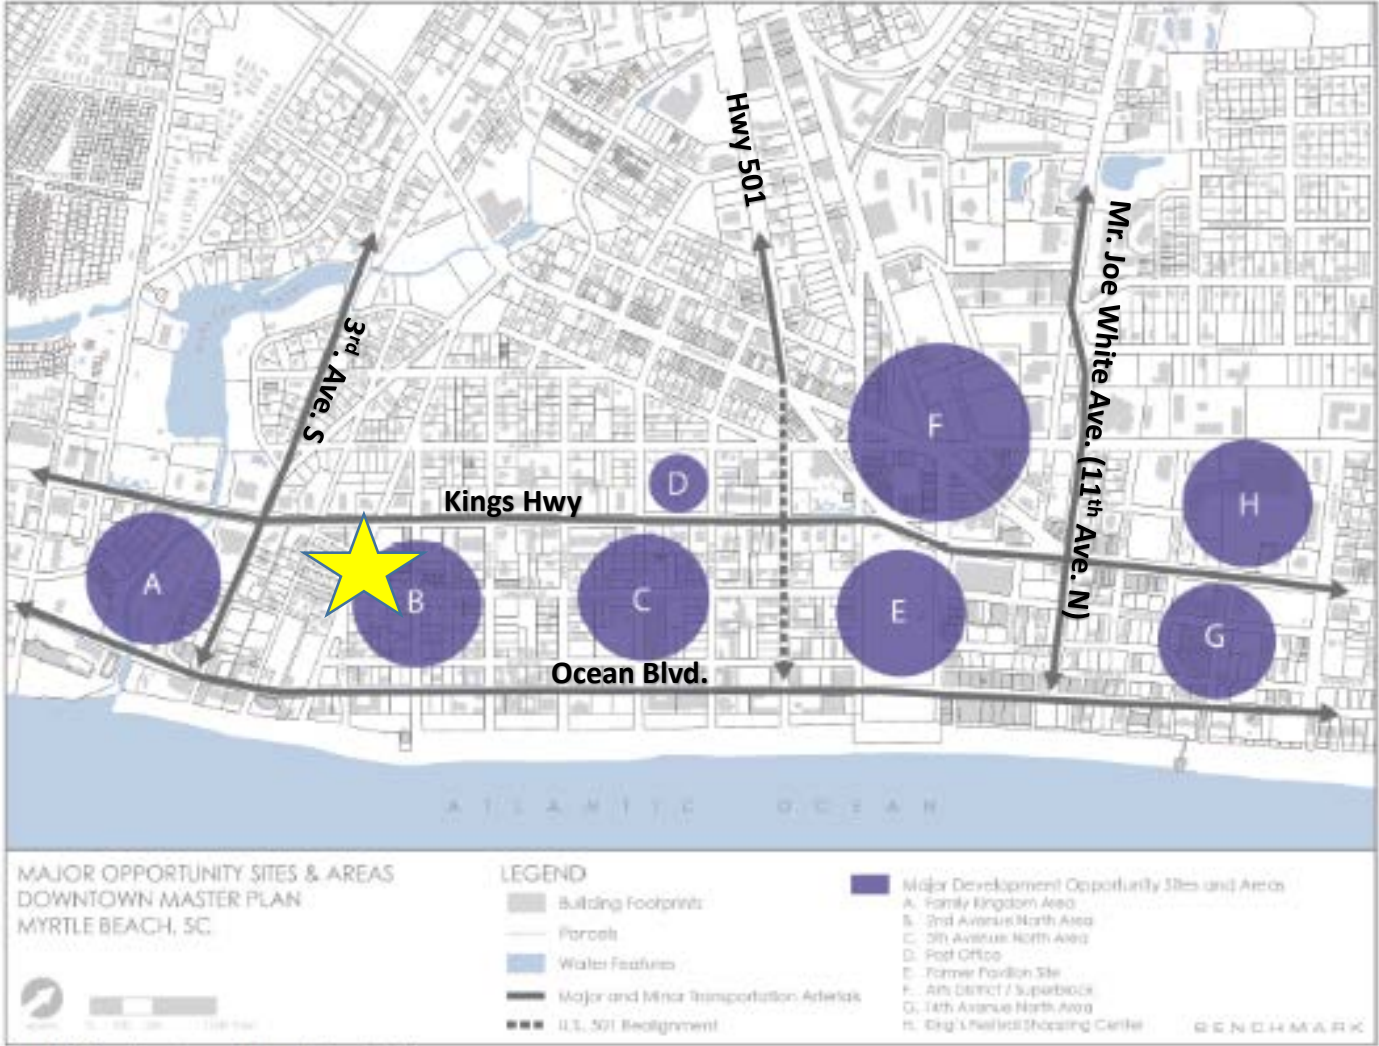 Hwy 501
Mr. Joe White Ave. (11th Ave. N)
3rd. Ave. S
F
D
H
Kings Hwy
A
B
C
E
G
Ocean Blvd.
ATLANTIC OCEAN
MAJOR OPPORTUNITY SITES & AREAS
DOWNTOWN MASTER PLAN
MYRTLE BEACH, SC
LEGEND
Building Footprints
Parcels
Water Features
Major and Minor Transportation Arterials
U.S. 501 Realignment
Major Development Opportunity Sites and Areas
A. Family Kingdom Area
B. 2nd Avenue North Area
C. 5th Avenue North Area
D. Post Office
E. Former Pavilion Site
F. Arts District / Superblock
G. 14th Avenue North Area
H. King's Festival Shopping Center
BENCHMARK